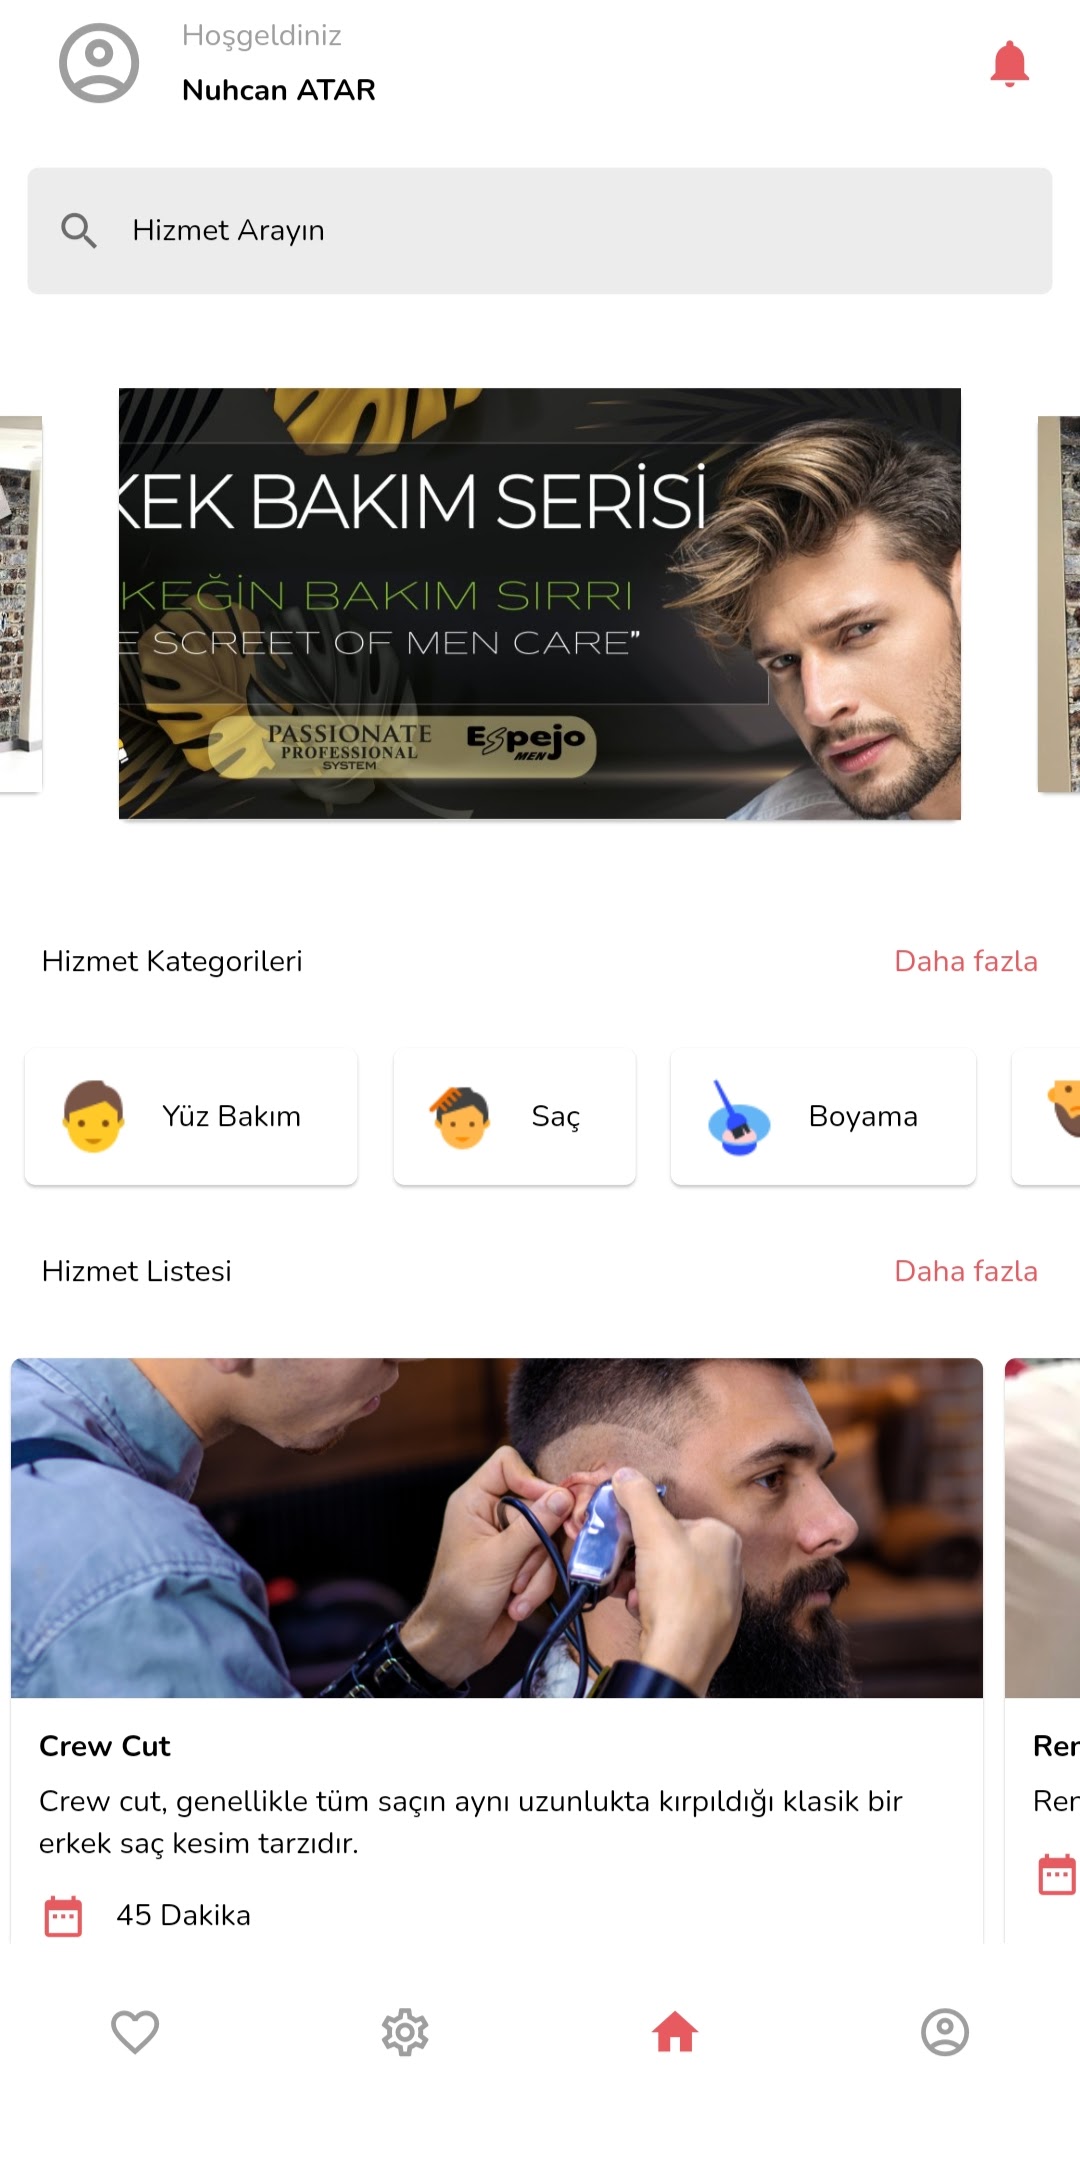 Hoşgeldiniz
Nuhcan ATAR
Hizmet Arayın
KEK BAKIM SERİSİ
KEĞİN BAKIM SIRRI
E SCREET OF MEN CARE"
PASSIONATE
PROFESSIONAL
SYSTEM
Espejo
MEN
Hizmet Kategorileri
Daha fazla
Yüz Bakım
Saç
Boyama
Hizmet Listesi
Daha fazla
Crew Cut
Crew cut, genellikle tüm saçın aynı uzunlukta kırpıldığı klasik bir
erkek saç kesim tarzıdır.
45 Dakika